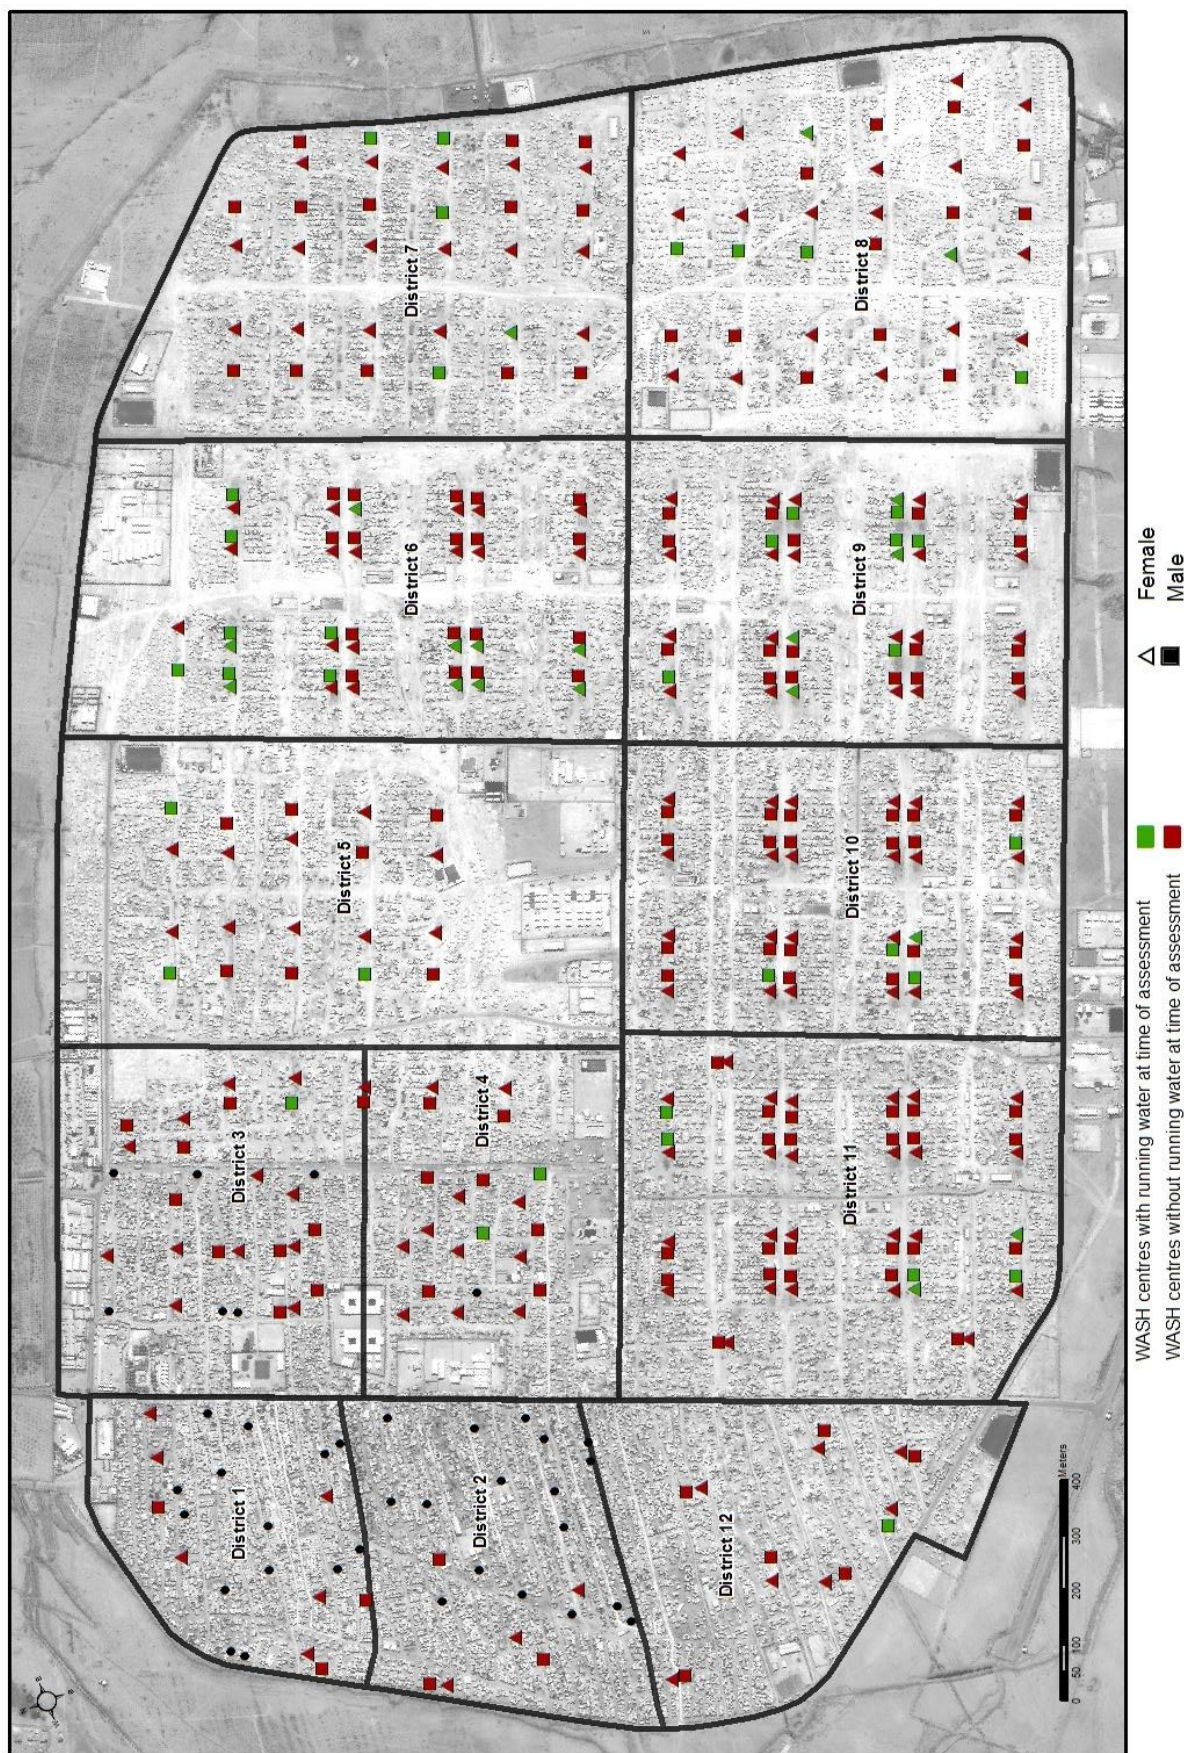 District 1
District 2
District 12
District 3
District 4
District 11
District 5
District 10
District 6
District 9
District 7
District 8
0 50 100 200 300 400
Meters
WASH centres with running water at time of assessment
WASH centres without running water at time of assessment
Female
Male